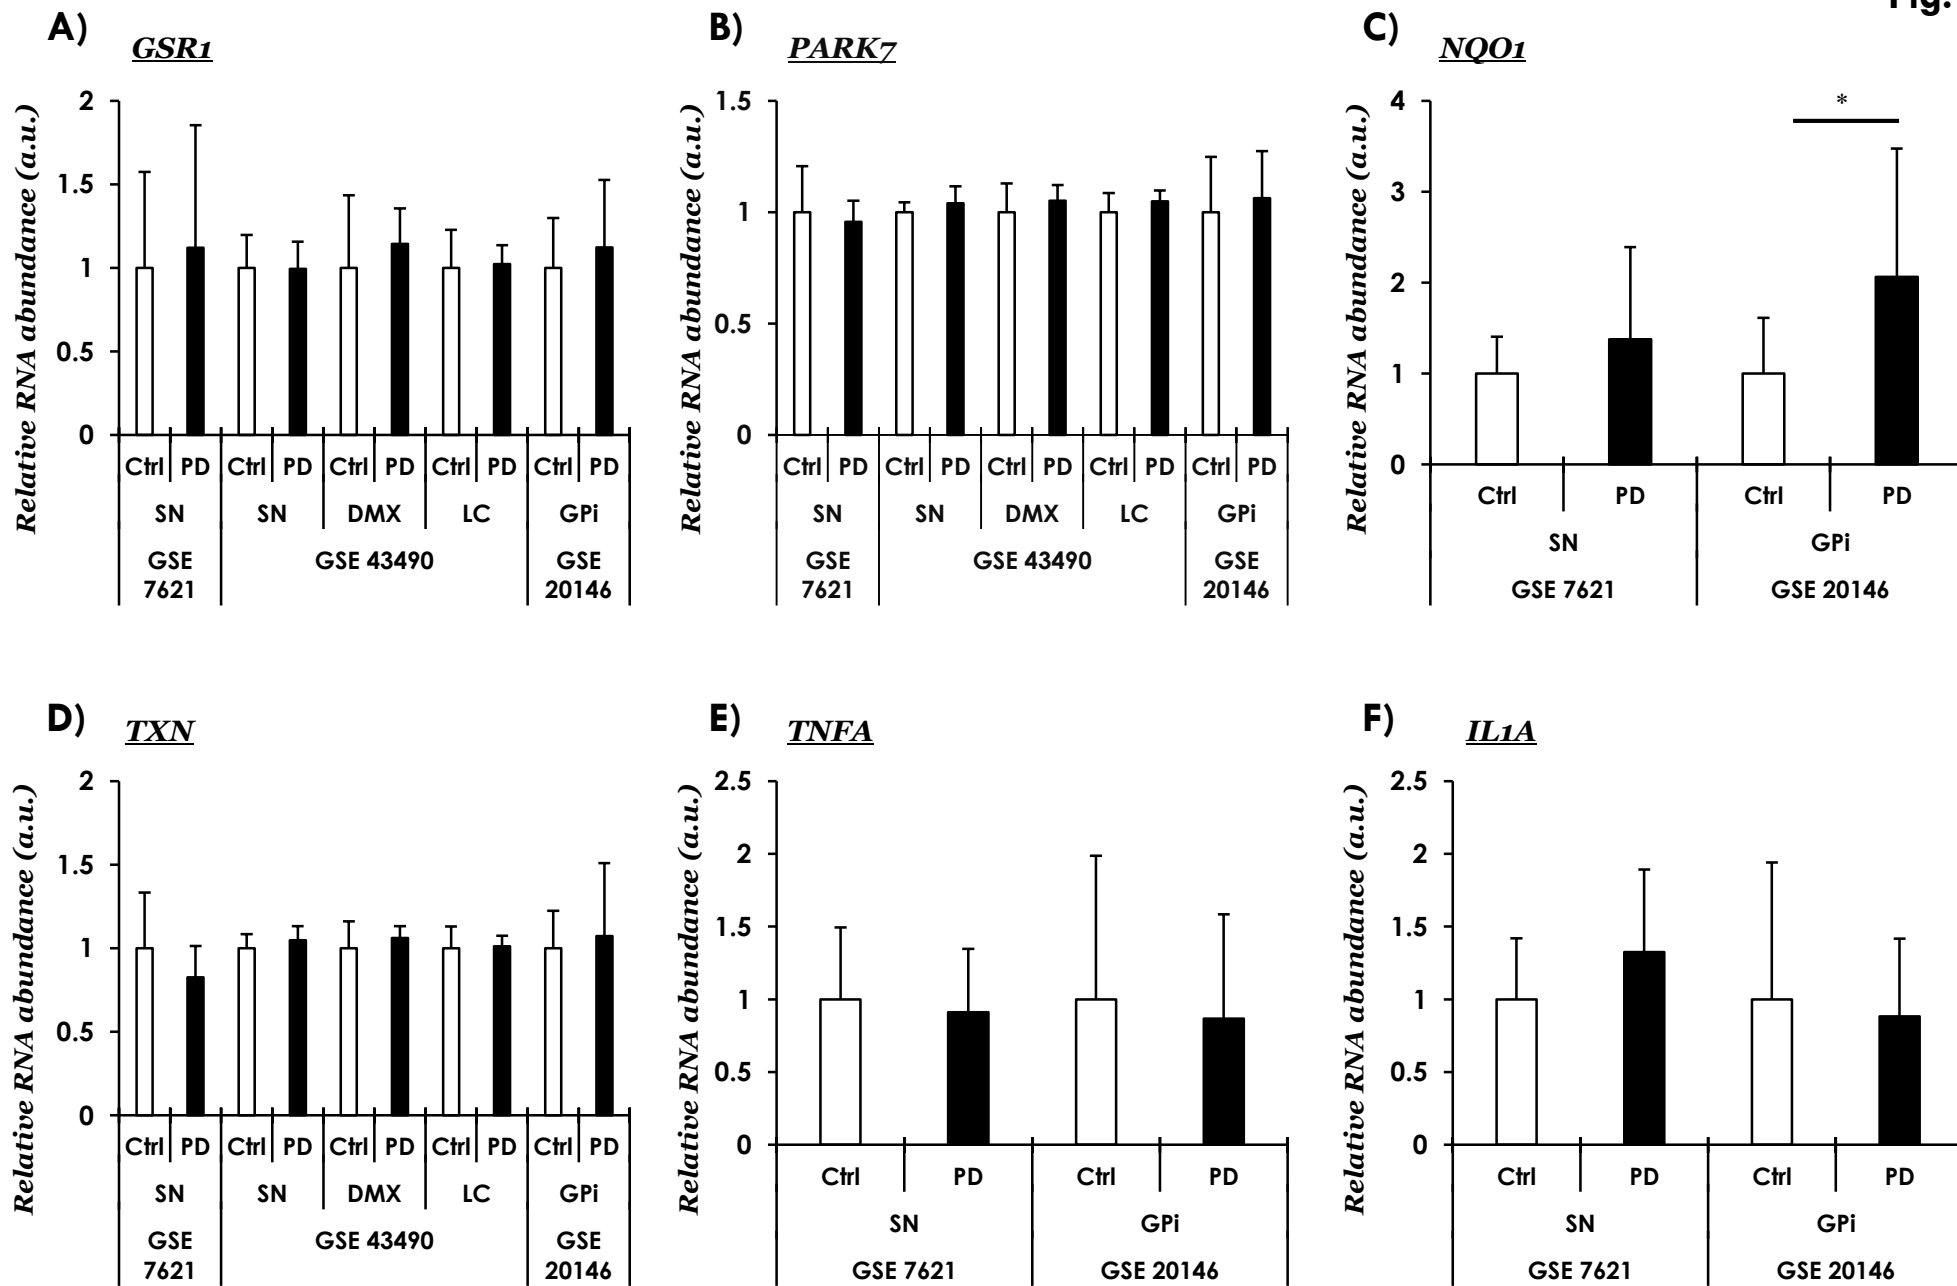 Fig.
A) GSR1
Relative RNA abundance (a.u.)
2
1.5
1
0.5
0
Ctrl PD Ctrl PD Ctrl PD Ctrl PD Ctrl PD
SN SN DMX LC GPi
GSE 7621 GSE 43490 GSE 20146
B) PARK7
Relative RNA abundance (a.u.)
1.5
1
0.5
0
Ctrl PD Ctrl PD Ctrl PD Ctrl PD Ctrl PD
SN SN DMX LC GPi
GSE 7621 GSE 43490 GSE 20146
C) NQO1
Relative RNA abundance (a.u.)
*
4
3
2
1
0
Ctrl PD Ctrl PD
SN GPi
GSE 7621 GSE 20146
D) TXN
Relative RNA abundance (a.u.)
2
1.5
1
0.5
0
Ctrl PD Ctrl PD Ctrl PD Ctrl PD Ctrl PD
SN SN DMX LC GPi
GSE 7621 GSE 43490 GSE 20146
E) TNFA
Relative RNA abundance (a.u.)
2.5
2
1.5
1
0.5
0
Ctrl PD Ctrl PD
SN GPi
GSE 7621 GSE 20146
F) IL1A
Relative RNA abundance (a.u.)
2.5
2
1.5
1
0.5
0
Ctrl PD Ctrl PD
SN GPi
GSE 7621 GSE 20146